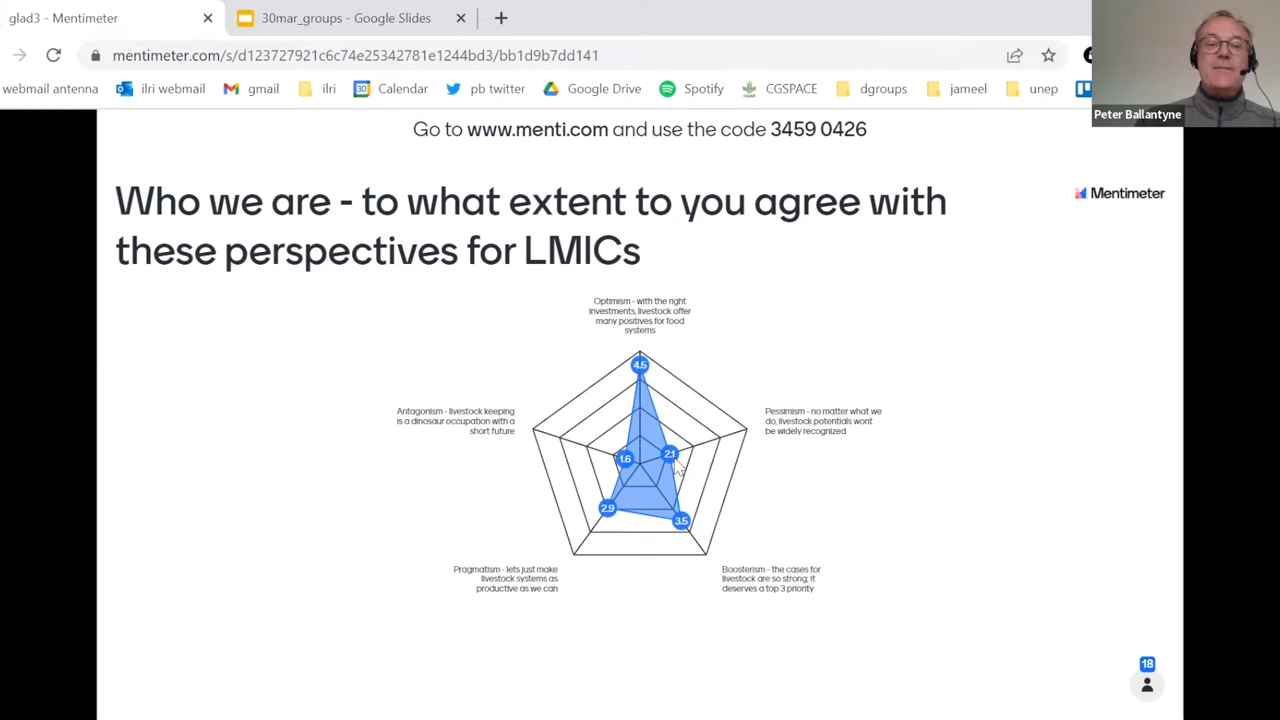 glad3 - Mentimeter
30mar_groups - Google Slides
mentimeter.com/s/d123727921c6c74e25342781e1244bd3/bb1d9b7dd141
webmail antenna ilri webmail gmail ilri 30 Calendar pb twitter Google Drive Spotify CGSPACE dgroups jameel unep
Peter Ballantyne
Go to www.menti.com and use the code 3459 0426
Who we are - to what extent to you agree with
these perspectives for LMICs
Mentimeter
Optimism - with the right
investments, livestock offer
many positives for food
systems
4.5
Antagonism - livestock keeping
is a dinosaur occupation with a
short future
Pessimism - no matter what we
do, livestock potentials wont
be widely recognized
1.6
2.1
2.9
3.5
Pragmatism - lets just make
livestock systems as
productive as we can
Boosterism - the cases for
livestock are so strong; it
deserves a top 3 priority
18